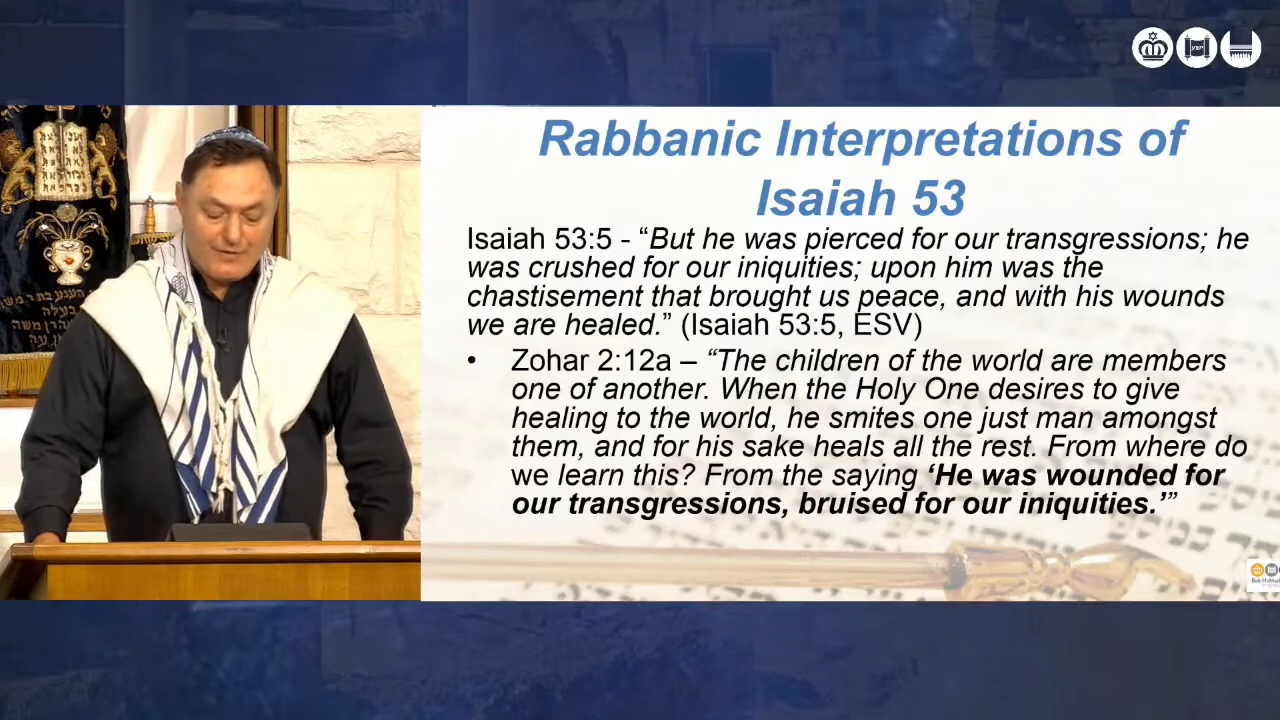 Rabbanic Interpretations of
Isaiah 53
Isaiah 53:5 - “But he was pierced for our transgressions; he
was crushed for our iniquities; upon him was the
chastisement that brought us peace, and with his wounds
we are healed.” (Isaiah 53:5, ESV)
• Zohar 2:12a – “The children of the world are members
one of another. When the Holy One desires to give
healing to the world, he smites one just man amongst
them, and for his sake heals all the rest. From where do
we learn this? From the saying ‘He was wounded for
our transgressions, bruised for our iniquities.’”